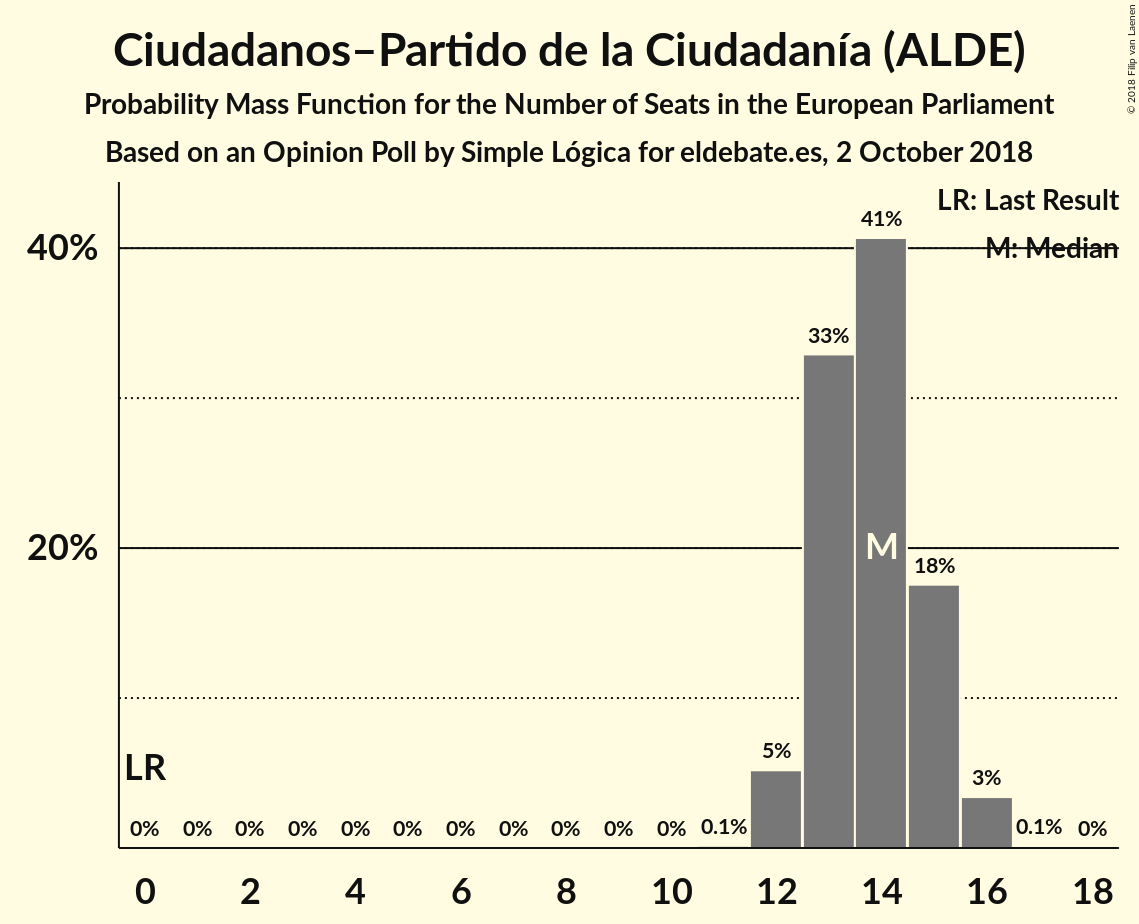 Ciudadanos–Partido de la Ciudadanía (ALDE)
Probability Mass Function for the Number of Seats in the European Parliament
Based on an Opinion Poll by Simple Lógica for eldebate.es, 2 October 2018
© 2018 Filip van Laenen
LR: Last Result
M: Median
40%
20%
41%
33%
M
18%
5%
3%
LR
0% 0% 0% 0% 0% 0% 0% 0% 0% 0% 0% 0.1% 0.1% 0%
0 2 4 6 8 10 12 14 16 18